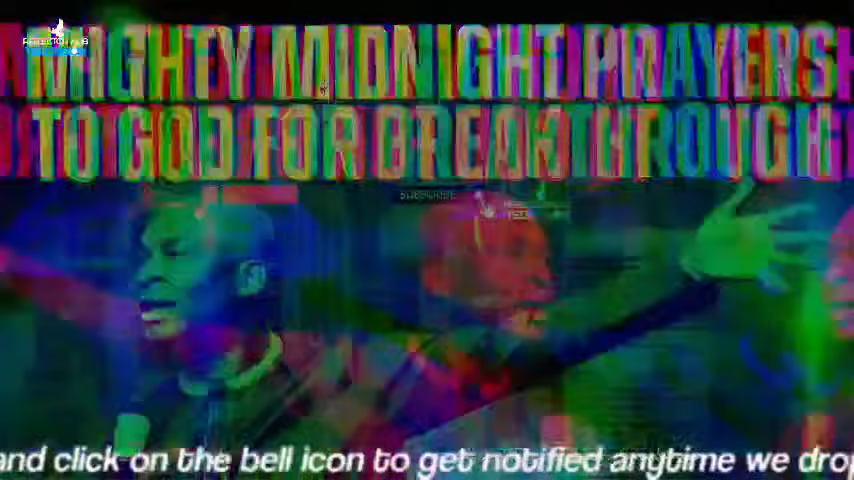 MIGHTY MIDNIGHT PRAYERS
TO GOD FOR BREAKTHROUGH
SUBSCRIBE
and click on the bell icon to get notified anytime we drop